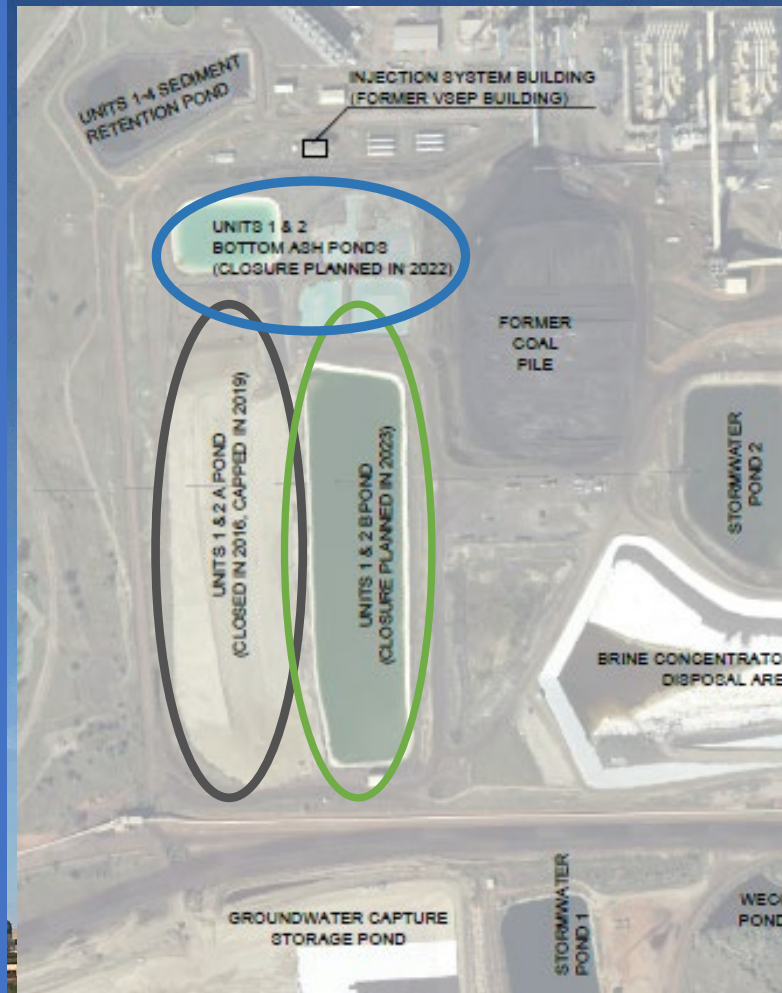 UNITS 1-4 SEDIMENT
RETENTION POND
INJECTION SYSTEM BUILDING
(FORMER VSEP BUILDING)
UNITS 1 & 2
BOTTOM ASH PONDS
(CLOSURE PLANNED IN 2022)
FORMER
COAL
PILE
UNITS 1 & 2 A POND
(CLOSED IN 2016, CAPPED IN 2019)
UNITS 1 & 2 B POND
(CLOSURE PLANNED IN 2023)
STORMWATER
POND 2
BRINE CONCENTRATO
DISPOSAL ARE
GROUNDWATER CAPTURE
STORAGE POND
STORMWATER
POND 1
WEC
POND